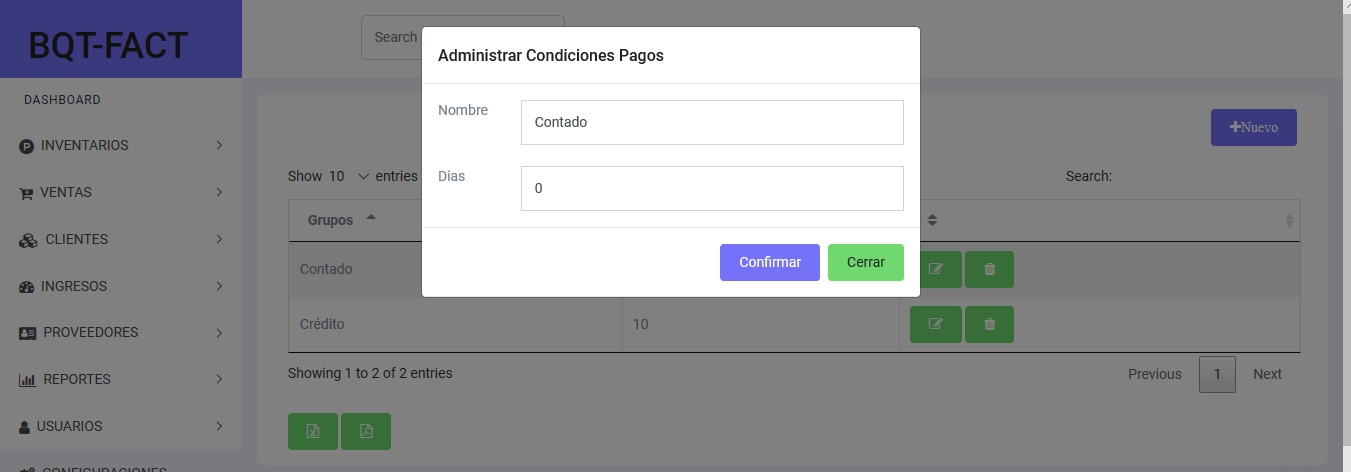 BQT-FACT
Search
DASHBOARD
INVENTARIOS
VENTAS
CLIENTES
INGRESOS
PROVEEDORES
REPORTES
USUARIOS
CONFIGURACIONES
Administrar Condiciones Pagos
Nombre
Contado
Dias
0
Confirmar
Cerrar
Nuevo
Show 10 entries
Search:
Grupos
Contado
Crédito
10
Showing 1 to 2 of 2 entries
Previous
1
Next